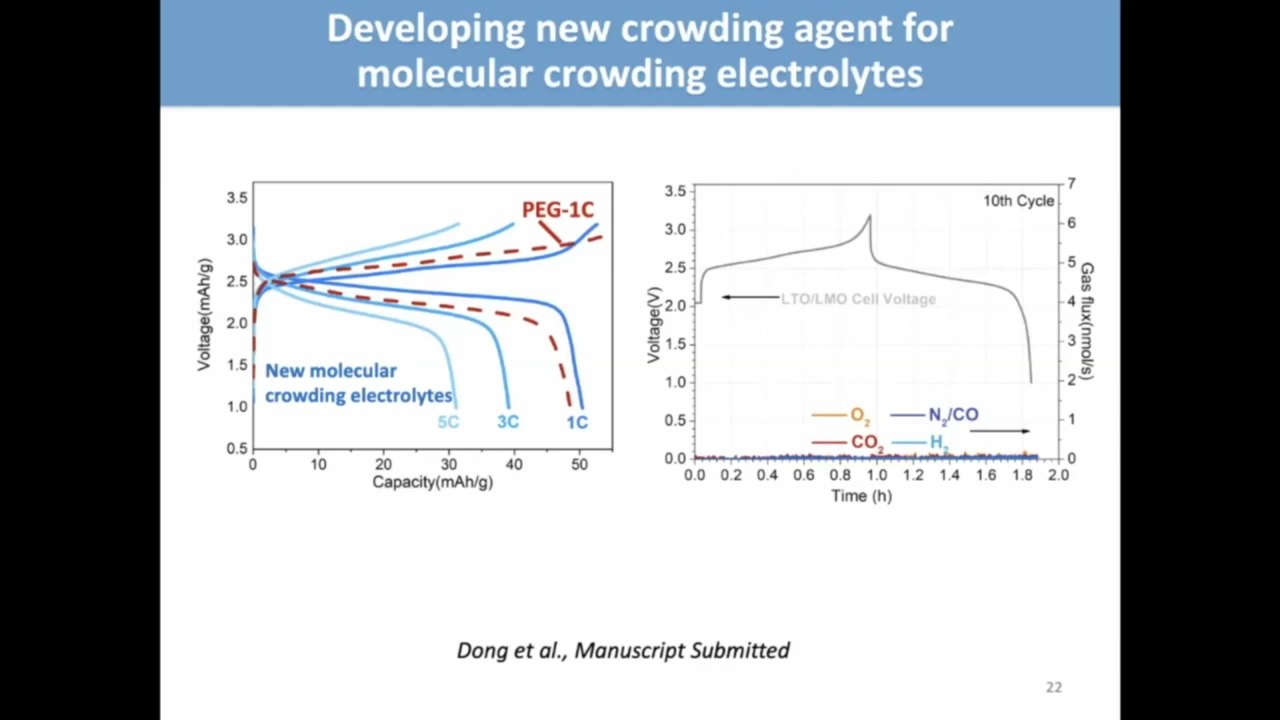 Developing new crowding agent for
molecular crowding electrolytes
3.5
3.0
2.5
2.0
1.5
1.0
0.5
Voltage(mAh/g)
PEG-1C
New molecular
crowding electrolytes
5C 3C 1C
0 10 20 30 40 50
Capacity(mAh/g)
3.5
3.0
2.5
2.0
1.5
1.0
0.5
0.0
Voltage(V)
10th Cycle
LTO/LMO Cell Voltage
O2 N2/CO
CO2 H2
7
6
5
4
3
2
1
0
Gas flux(nmol/s)
0.0 0.2 0.4 0.6 0.8 1.0 1.2 1.4 1.6 1.8 2.0
Time (h)
Dong et al., Manuscript Submitted
22